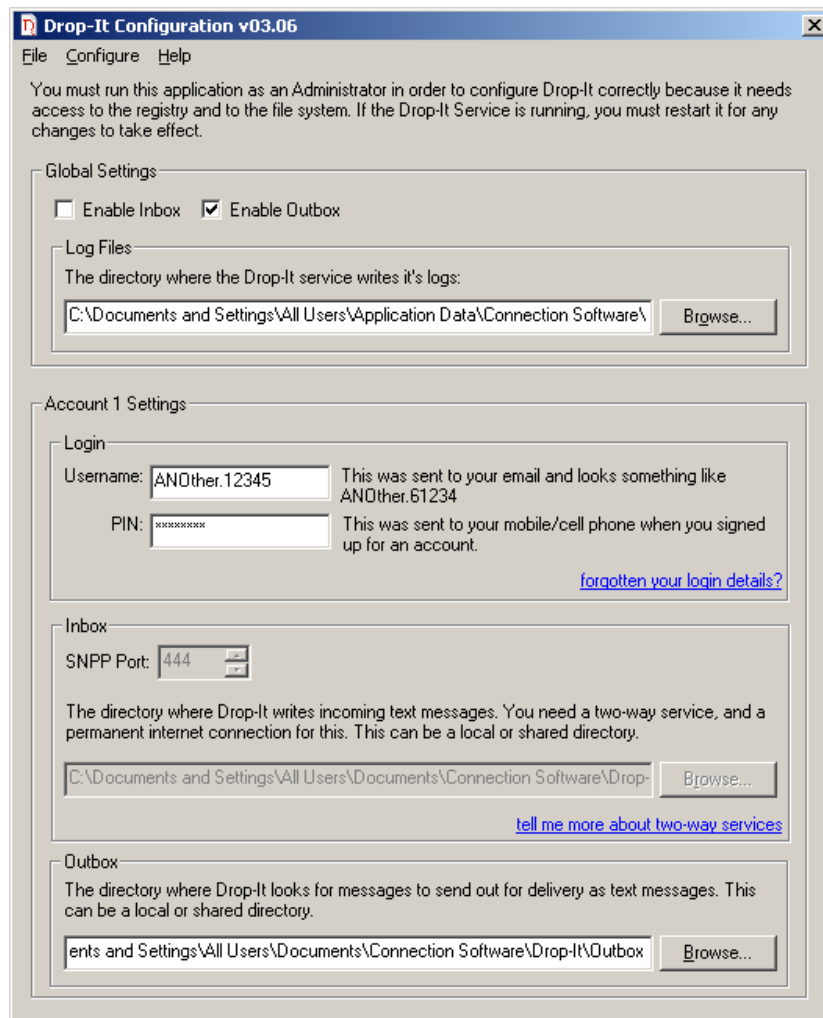 Drop-It Configuration v03.06
File Configure Help
You must run this application as an Administrator in order to configure Drop-It correctly because it needs
access to the registry and to the file system. If the Drop-It Service is running, you must restart it for any
changes to take effect.
Global Settings
Enable Inbox Enable Outbox
Log Files
The directory where the Drop-It service writes it's logs:
C:\Documents and Settings\All Users\Application Data\Connection Software\ Browse...
Account 1 Settings
Login
Username: ANOther.12345 This was sent to your email and looks something like
ANOther.61234
PIN: ******** This was sent to your mobile/cell phone when you signed
up for an account.
forgotten your login details?
Inbox
SNPP Port: 444
The directory where Drop-It writes incoming text messages. You need a two-way service, and a
permanent internet connection for this. This can be a local or shared directory.
C:\Documents and Settings\All Users\Documents\Connection Software\Drop- Browse...
tell me more about two-way services
Outbox
The directory where Drop-It looks for messages to send out for delivery as text messages. This
can be a local or shared directory.
ents and Settings\All Users\Documents\Connection Software\Drop-It\Outbox Browse...